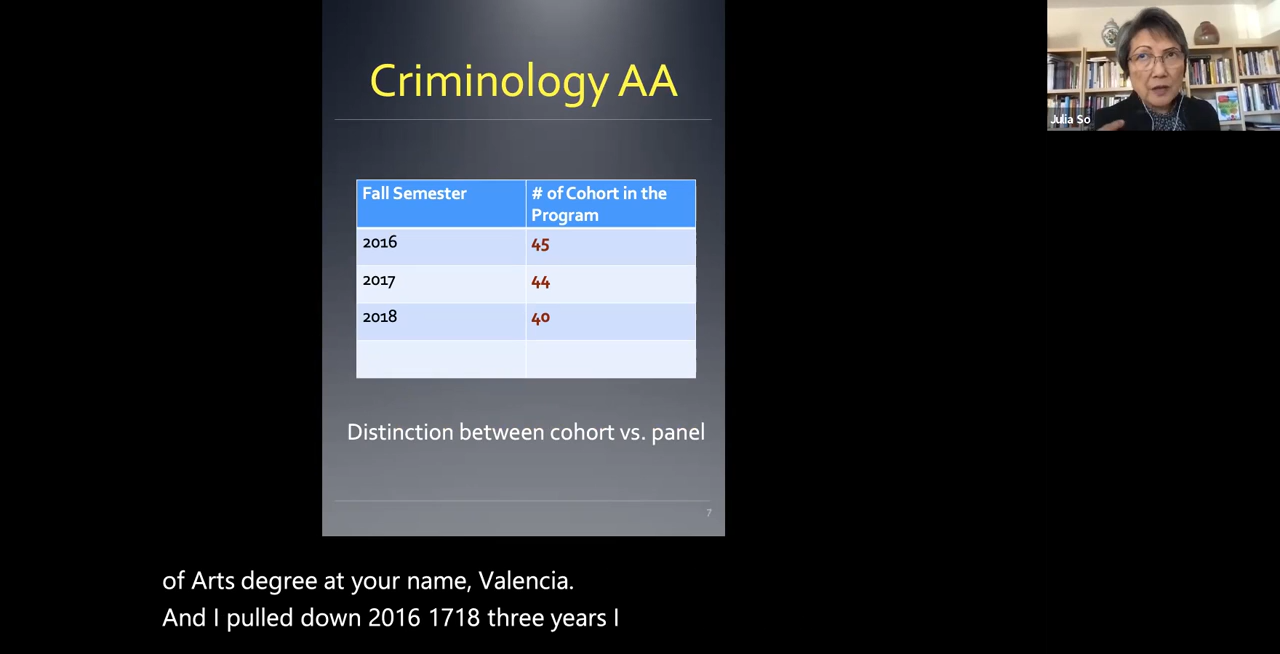 Criminology AA
Fall Semester
# of Cohort in the
Program
2016
45
2017
44
2018
40
Distinction between cohort vs. panel
7
Julia So
of Arts degree at your name, Valencia.
And I pulled down 2016 1718 three years I